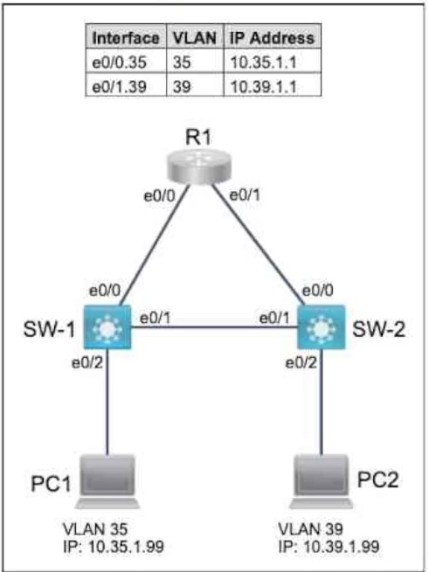 Interface VLAN IP Address
e0/0.35 35 10.35.1.1
e0/1.39 39 10.39.1.1
R1
e0/0 e0/1
e0/0 e0/0
SW-1 e0/1 e0/1 SW-2
e0/2 e0/2
PC1 PC2
VLAN 35 VLAN 39
IP: 10.35.1.99 IP: 10.39.1.99